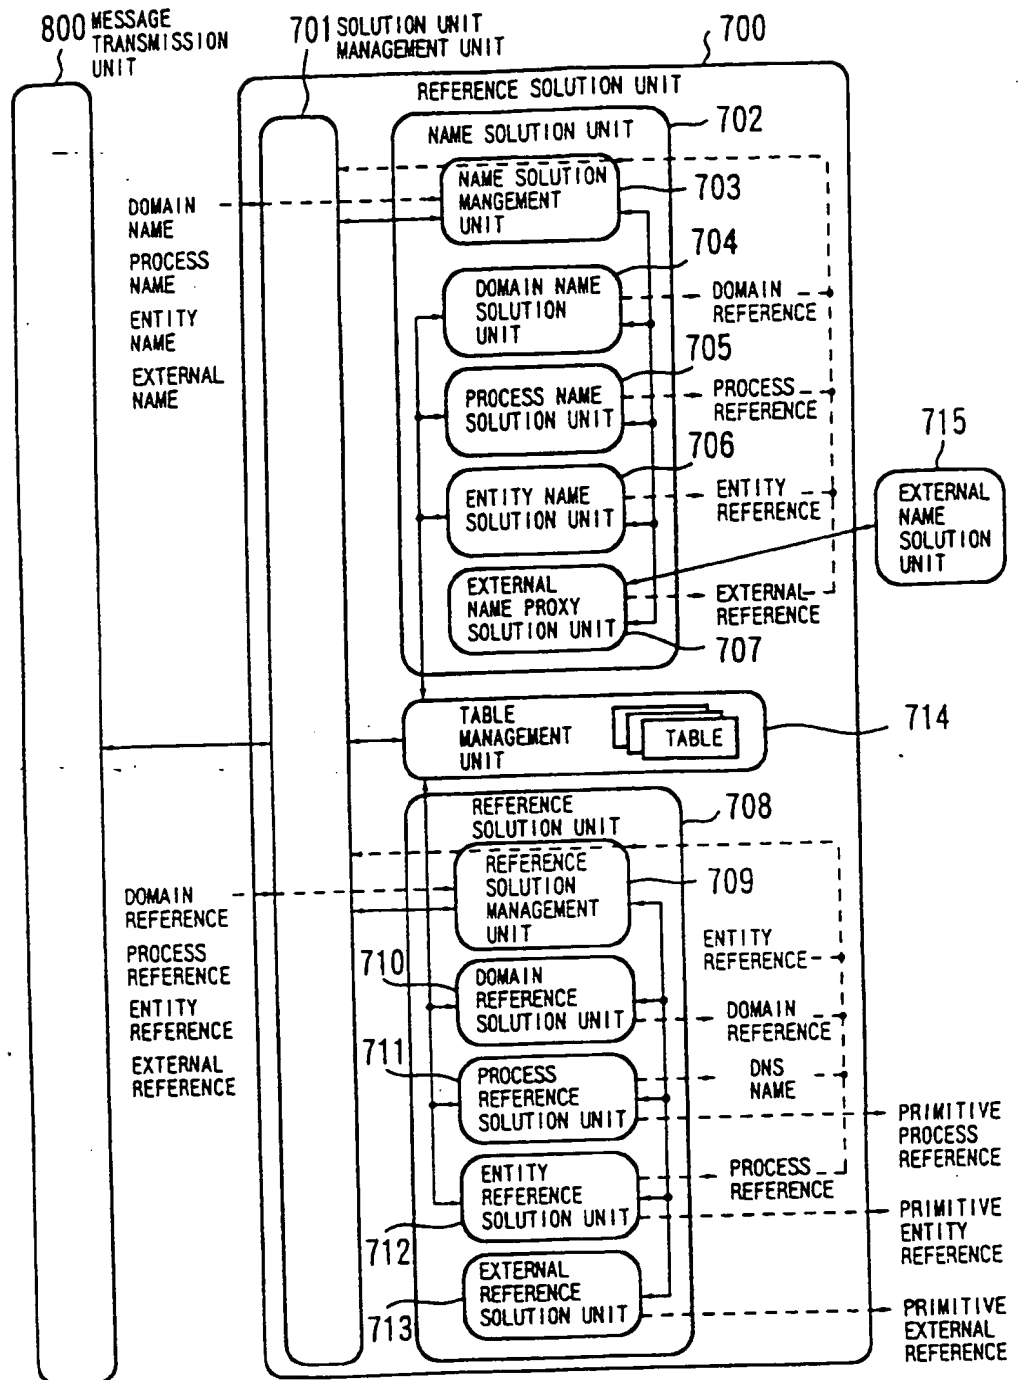 800 MESSAGE
TRANSMISSION
UNIT
701 SOLUTION UNIT
MANAGEMENT UNIT
700
REFERENCE SOLUTION UNIT
NAME SOLUTION UNIT
702
NAME SOLUTION
MANGEMENT
UNIT
703
DOMAIN
NAME
PROCESS
NAME
ENTITY
NAME
EXTERNAL
NAME
704
DOMAIN NAME
SOLUTION
UNIT
DOMAIN
REFERENCE
705
PROCESS NAME
SOLUTION UNIT
PROCESS
REFERENCE
706
ENTITY NAME
SOLUTION UNIT
ENTITY
REFERENCE
715
EXTERNAL
NAME
SOLUTION
UNIT
EXTERNAL
NAME PROXY
SOLUTION UNIT
EXTERNAL
REFERENCE
707
TABLE
MANAGEMENT
UNIT
TABLE
714
REFERENCE
SOLUTION UNIT
708
REFERENCE
SOLUTION
MANAGEMENT
UNIT
709
DOMAIN
REFERENCE
PROCESS
REFERENCE
ENTITY
REFERENCE
EXTERNAL
REFERENCE
ENTITY
REFERENCE
710
DOMAIN
REFERENCE
SOLUTION UNIT
DOMAIN
REFERENCE
711
PROCESS
REFERENCE
SOLUTION UNIT
DNS
NAME
PRIMITIVE
PROCESS
REFERENCE
ENTITY
REFERENCE
SOLUTION UNIT
PROCESS
REFERENCE
712
PRIMITIVE
ENTITY
REFERENCE
EXTERNAL
REFERENCE
SOLUTION UNIT
713
PRIMITIVE
EXTERNAL
REFERENCE